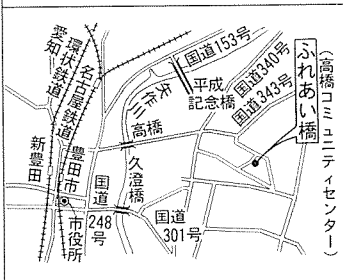 愛知環状鉄道
名古屋鉄道
新豊田
豊田市
市役所
国道248号
矢作川
高橋
久澄橋
国道153号
平成記念橋
国道340号
国道343号
国道301号
ふれあい橋
(高橋コミュニティセンター)